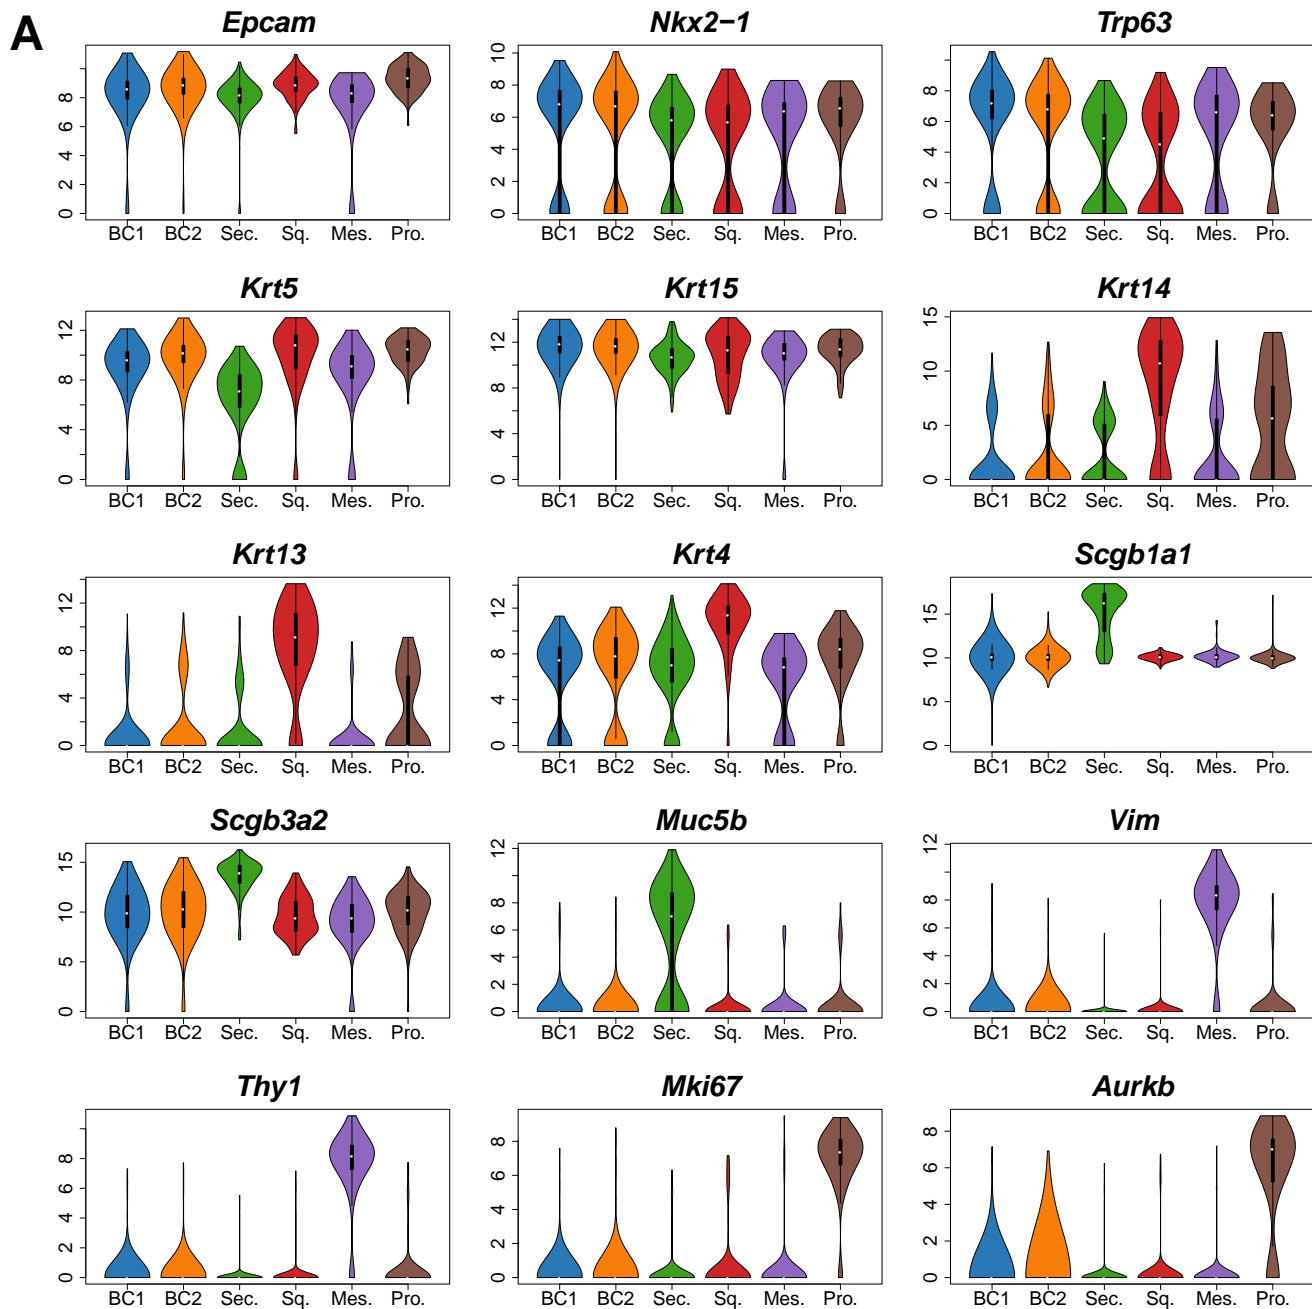 A
Epcam Nkx2−1 Trp63
0 2 4 6 8 0 2 4 6 8 10 0 2 4 6 8
BC1 BC2 Sec. Sq. Mes. Pro. BC1 BC2 Sec. Sq. Mes. Pro. BC1 BC2 Sec. Sq. Mes. Pro.
Krt5 Krt15 Krt14
0 4 8 12 0 4 8 12 0 5 10 15
BC1 BC2 Sec. Sq. Mes. Pro. BC1 BC2 Sec. Sq. Mes. Pro. BC1 BC2 Sec. Sq. Mes. Pro.
Krt13 Krt4 Scgb1a1
0 4 8 12 0 4 8 12 0 5 10 15
BC1 BC2 Sec. Sq. Mes. Pro. BC1 BC2 Sec. Sq. Mes. Pro. BC1 BC2 Sec. Sq. Mes. Pro.
Scgb3a2 Muc5b Vim
0 5 10 15 0 2 4 6 8 12 0 2 4 6 8 12
BC1 BC2 Sec. Sq. Mes. Pro. BC1 BC2 Sec. Sq. Mes. Pro. BC1 BC2 Sec. Sq. Mes. Pro.
Thy1 Mki67 Aurkb
0 2 4 6 8 0 2 4 6 8 0 2 4 6 8
BC1 BC2 Sec. Sq. Mes. Pro. BC1 BC2 Sec. Sq. Mes. Pro. BC1 BC2 Sec. Sq. Mes. Pro.